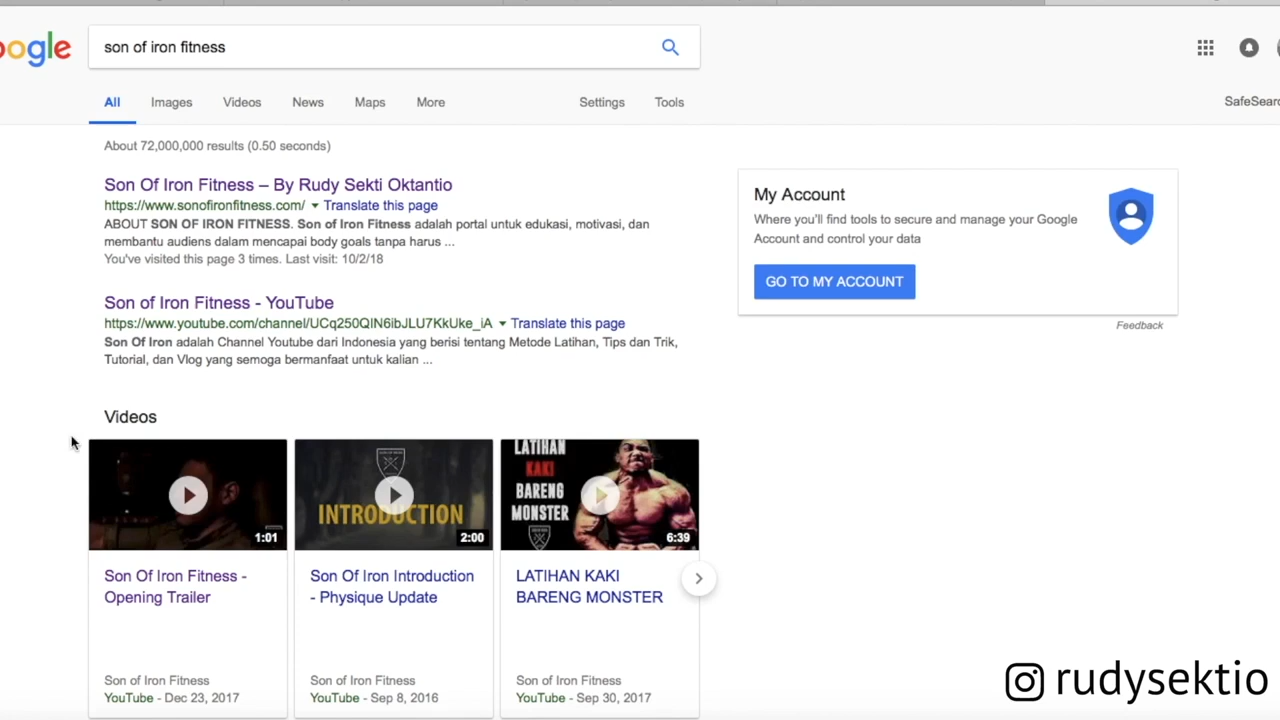 oogle
son of iron fitness
All Images Videos News Maps More Settings Tools
About 72,000,000 results (0.50 seconds)
Son Of Iron Fitness – By Rudy Sekti Oktantio
https://www.sonofironfitness.com/ Translate this page
ABOUT SON OF IRON FITNESS. Son of Iron Fitness adalah portal untuk edukasi, motivasi, dan
membantu audiens dalam mencapai body goals tanpa harus ...
You've visited this page 3 times. Last visit: 10/2/18
Son of Iron Fitness - YouTube
https://www.youtube.com/channel/UCq250QIN6ibJLU7KkUke_iA Translate this page
Son Of Iron adalah Channel Youtube dari Indonesia yang berisi tentang Metode Latihan, Tips dan Trik,
Tutorial, dan Vlog yang semoga bermanfaat untuk kalian ...
Videos
1:01
Son Of Iron Fitness -
Opening Trailer
Son of Iron Fitness
YouTube - Dec 23, 2017
INTRODUCTION
2:00
Son Of Iron Introduction
- Physique Update
Son of Iron Fitness
YouTube - Sep 8, 2016
LATIHAN
KAKI
BARENG
MONSTER
6:39
LATIHAN KAKI
BARENG MONSTER
Son of Iron Fitness
YouTube - Sep 30, 2017
SafeSearc
My Account
Where you'll find tools to secure and manage your Google
Account and control your data
GO TO MY ACCOUNT
Feedback
rudysektio